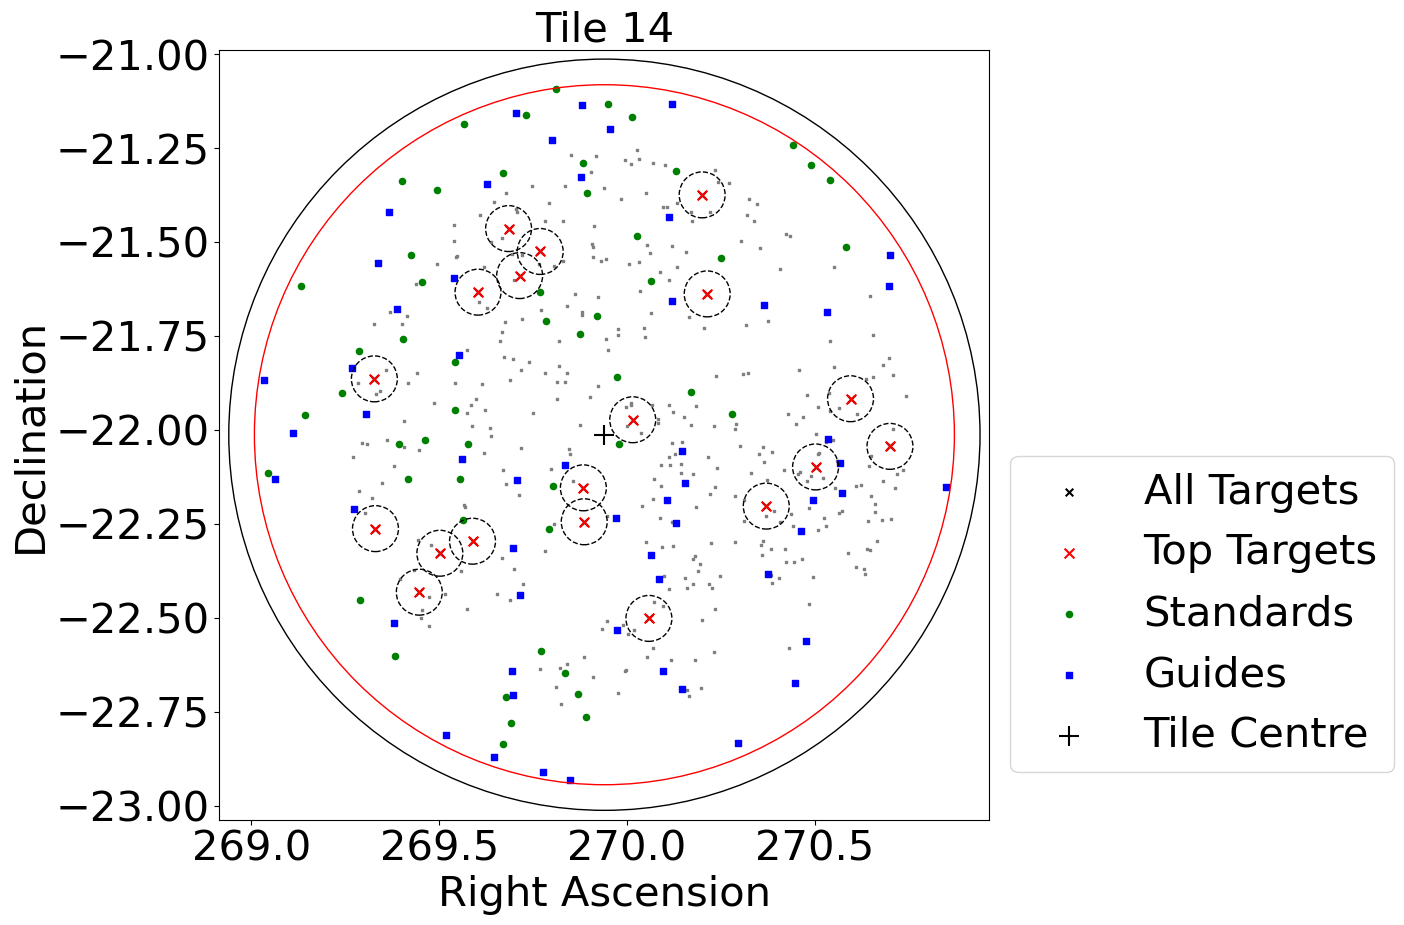 Tile 14
−21.00
−21.25
−21.50
−21.75
−22.00
−22.25
−22.50
−22.75
−23.00
Declination
269.0 269.5 270.0 270.5
Right Ascension
All Targets
Top Targets
Standards
Guides
Tile Centre